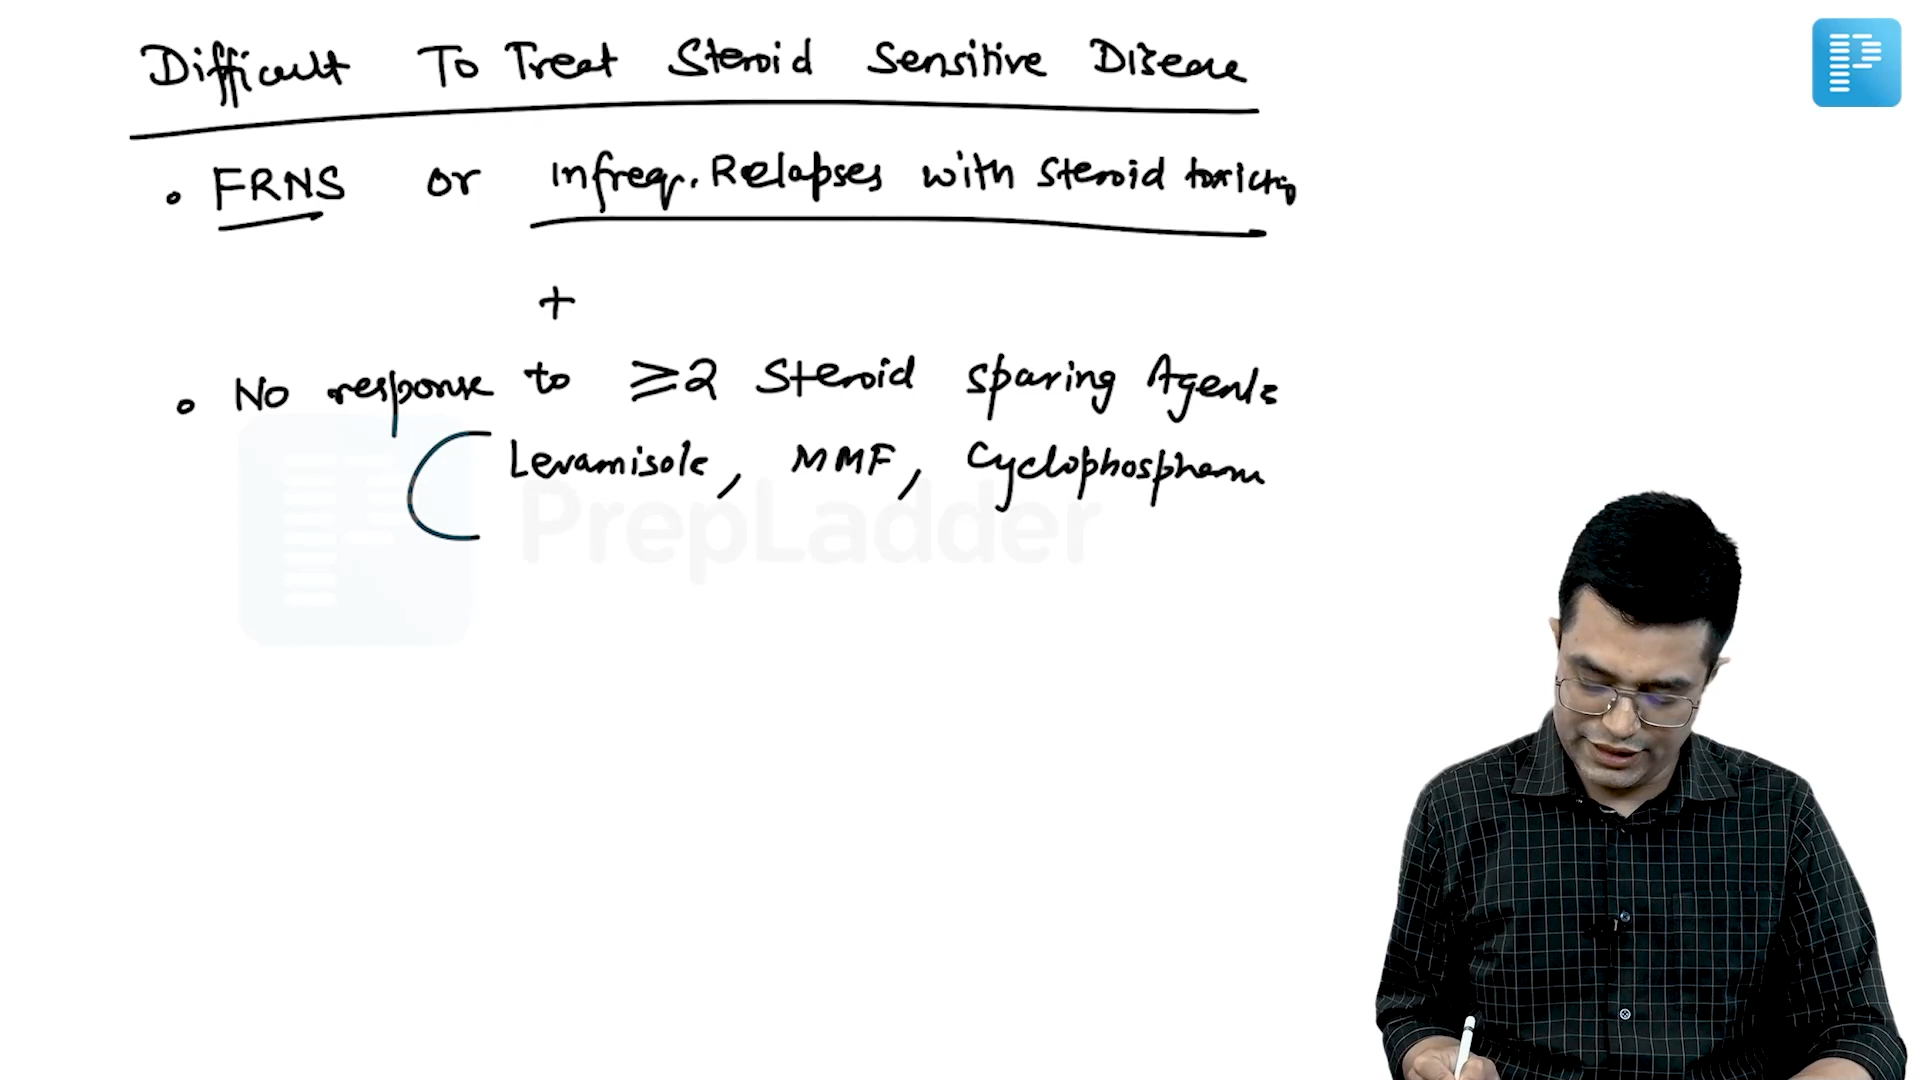 Difficult To Treat Steroid Sensitive Disease
• FRNS or Infreq. Relapses with steroid toxicity
+
• No response to ≥2 Steroid sparing Agents
Levamisole, MMF, Cyclophospham
PrepLadder